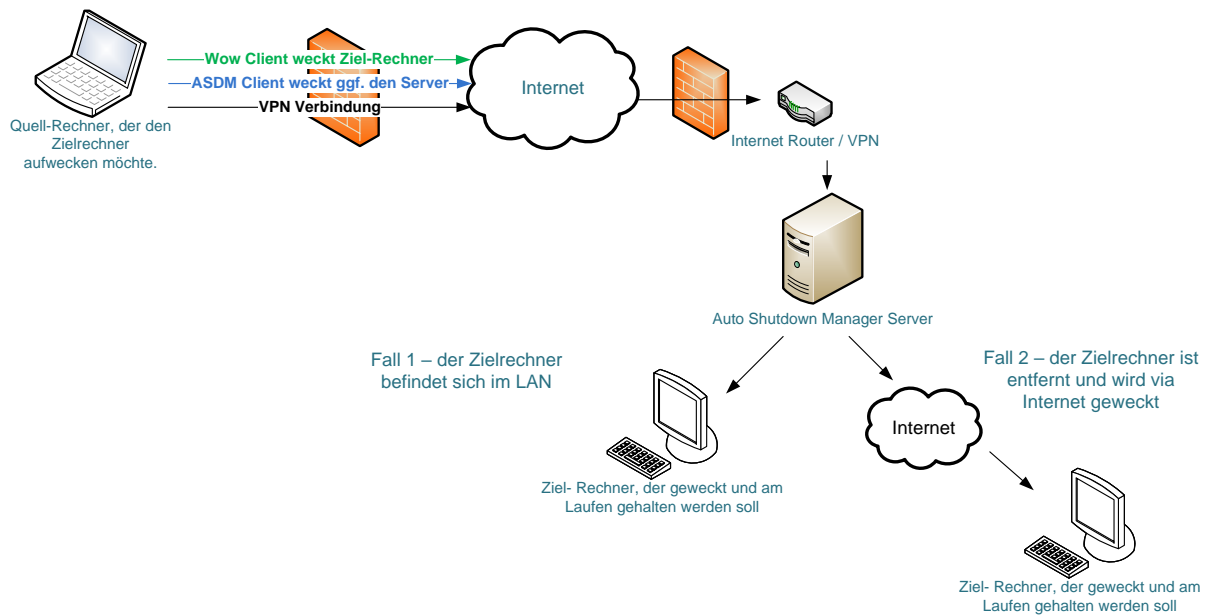 Wow Client weckt Ziel-Rechner
ASDM Client weckt ggf. den Server
VPN Verbindung
Quell-Rechner, der den
Zielrechner
aufwecken möchte.
Internet
Internet Router / VPN
Auto Shutdown Manager Server
Fall 1 – der Zielrechner
befindet sich im LAN
Fall 2 – der Zielrechner ist
entfernt und wird via
Internet geweckt
Internet
Ziel- Rechner, der geweckt und am
Laufen gehalten werden soll
Ziel- Rechner, der geweckt und am
Laufen gehalten werden soll